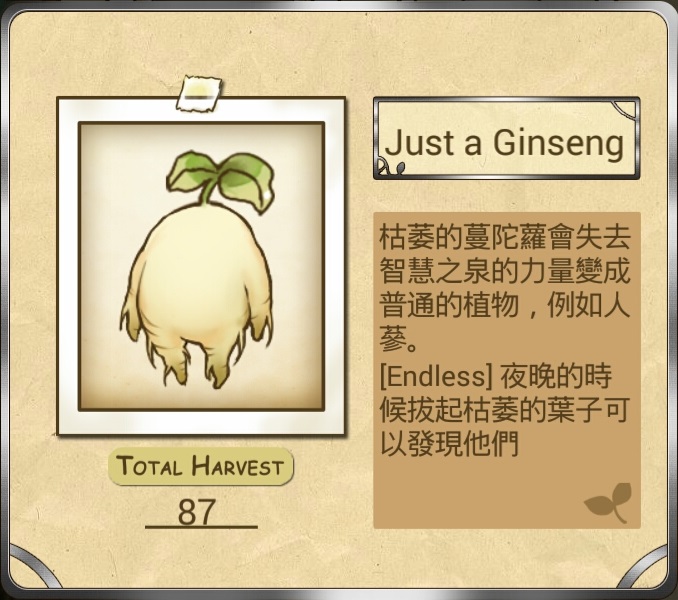 Just a Ginseng
枯萎的蔓陀蘿會失去
智慧之泉的力量變成
普通的植物，例如人
蔘。
[Endless] 夜晚的時
候拔起枯萎的葉子可
以發現他們
TOTAL HARVEST
87